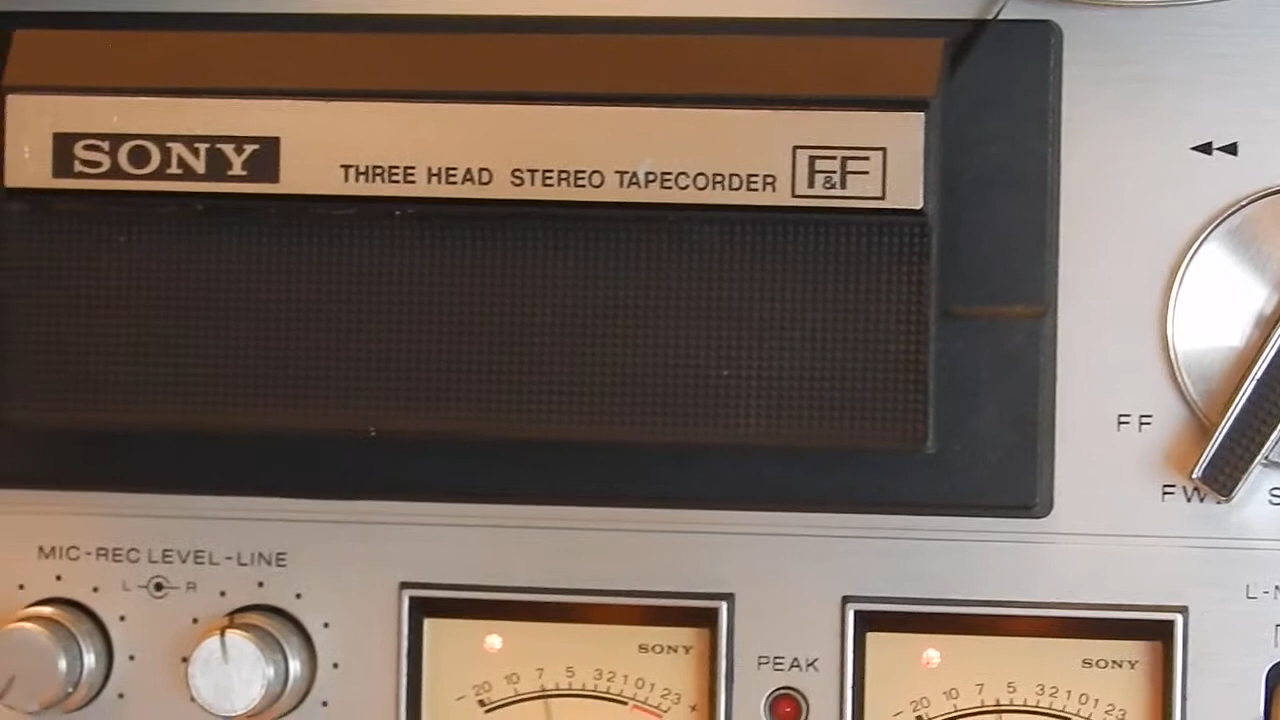 SONY
THREE HEAD STEREO TAPECORDER F&F
FF
MIC-REC LEVEL-LINE
L R
SONY
PEAK
SONY
- 20 10 7 5 3 2 1 0 1 2 3 +
- 20 10 7 5 3 2 1 0 1 2 3